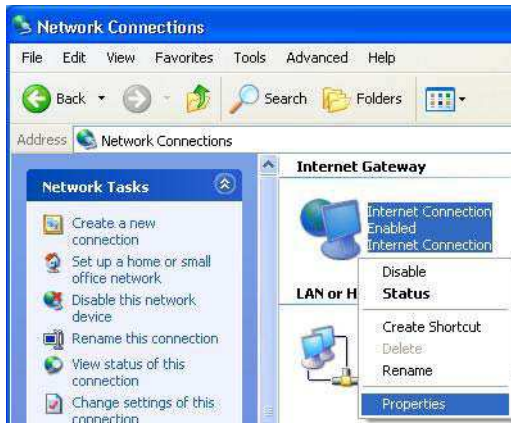 Network Connections
File Edit View Favorites Tools Advanced Help
Back Search Folders
Address Network Connections
Network Tasks
Create a new
connection
Set up a home or small
office network
Disable this network
device
Rename this connection
View status of this
connection
Change settings of this
connection
Internet Gateway
Internet Connection
Enabled
Internet Connection
LAN or H
Disable
Status
Create Shortcut
Delete
Rename
Properties